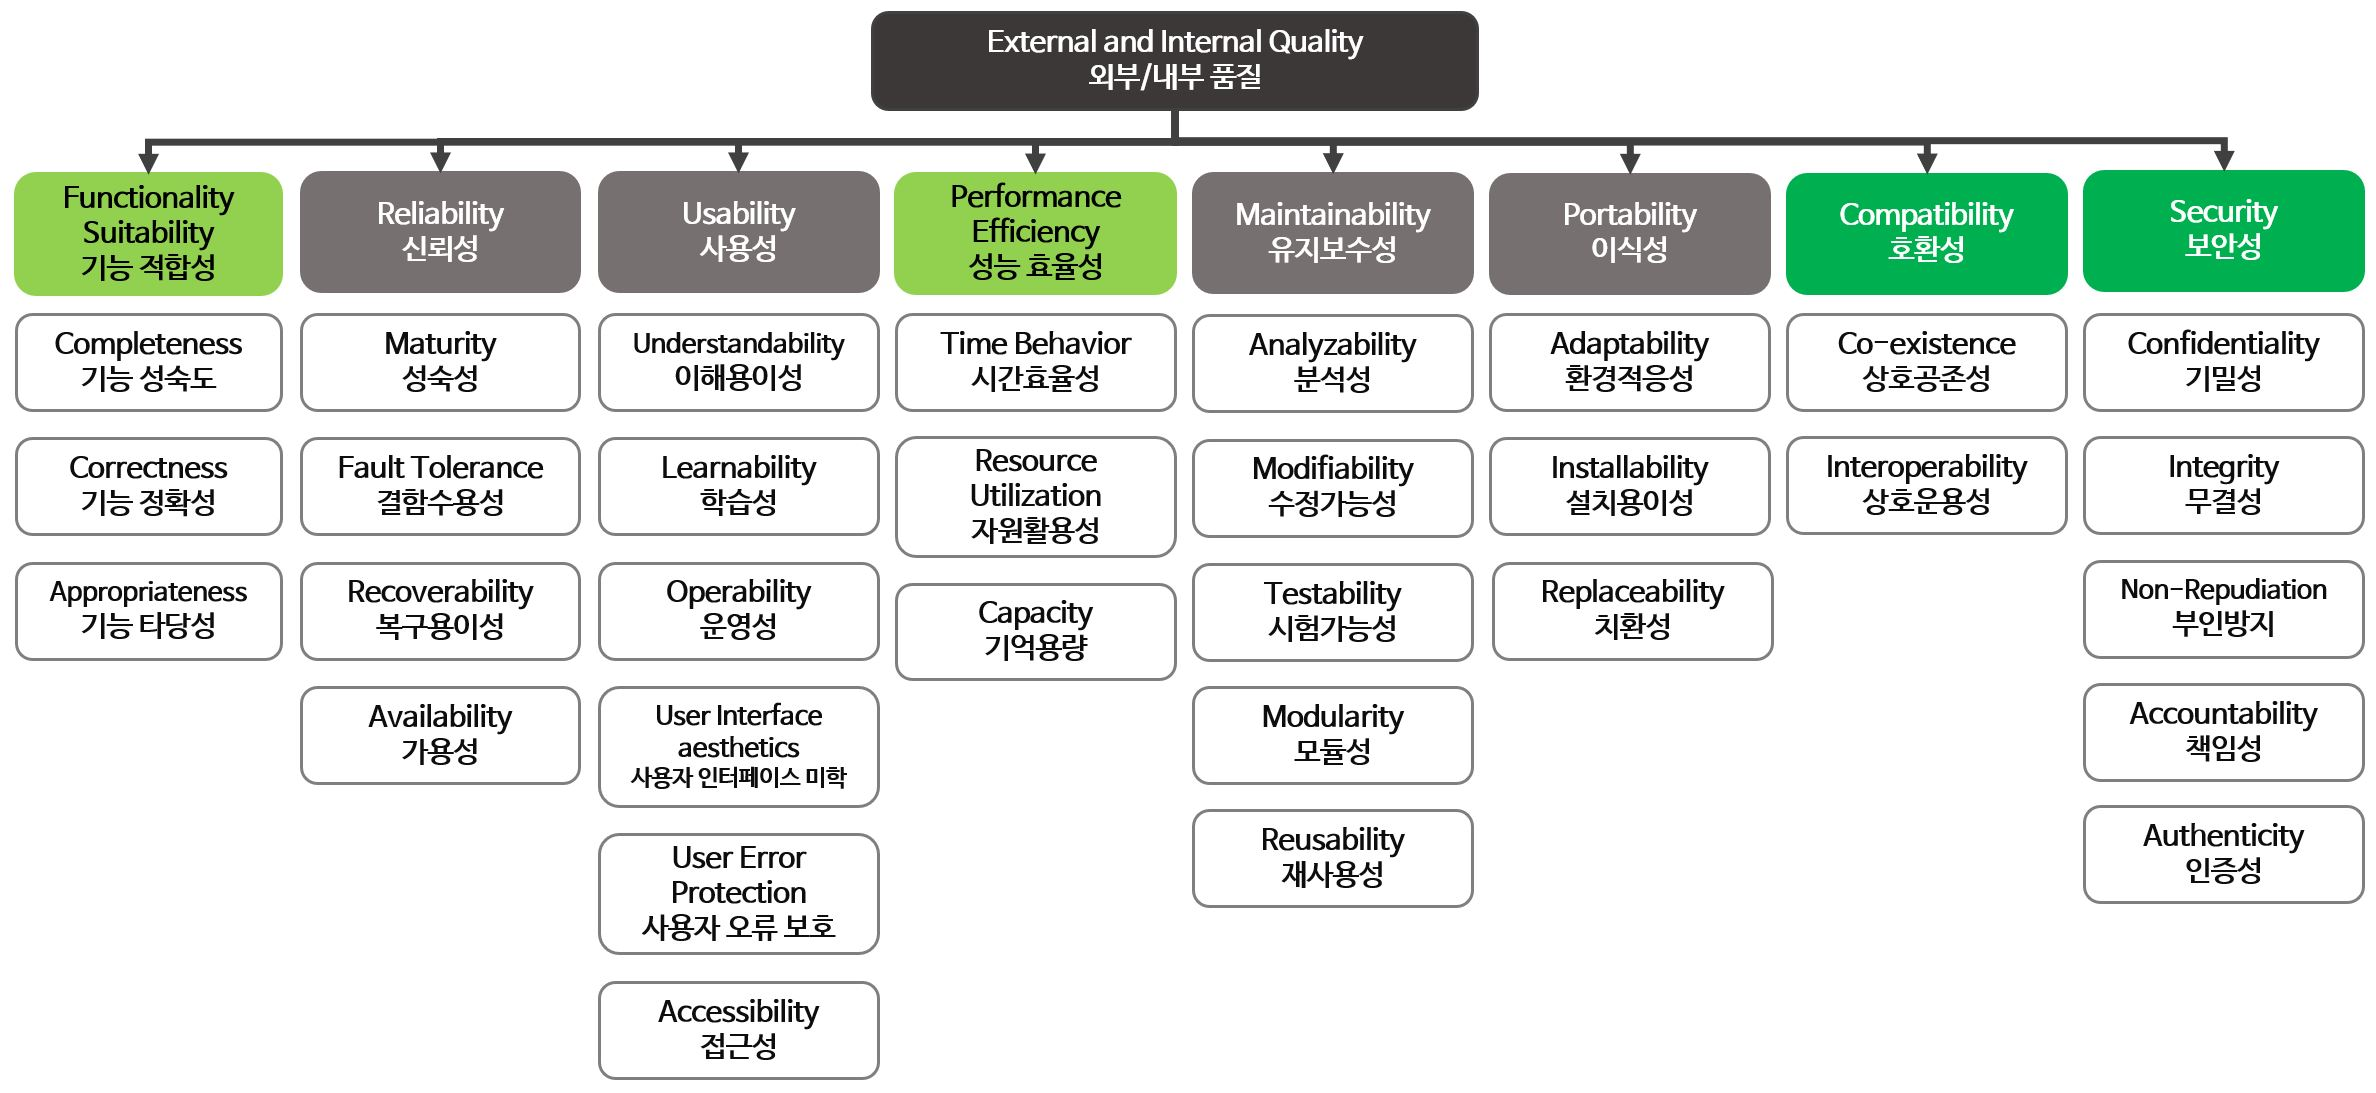 External and Internal Quality
외부/내부 품질
Functionality
Suitability
기능 적합성
Completeness
기능 성숙도
Correctness
기능 정확성
Appropriateness
기능 타당성
Reliability
신뢰성
Maturity
성숙성
Fault Tolerance
결함수용성
Recoverability
복구용이성
Availability
가용성
Usability
사용성
Understandability
이해용이성
Learnability
학습성
Operability
운영성
User Interface
aesthetics
사용자 인터페이스 미학
User Error
Protection
사용자 오류 보호
Accessibility
접근성
Performance
Efficiency
성능 효율성
Time Behavior
시간효율성
Resource
Utilization
자원활용성
Capacity
기억용량
Maintainability
유지보수성
Analyzability
분석성
Modifiability
수정가능성
Testability
시험가능성
Modularity
모듈성
Reusability
재사용성
Portability
이식성
Adaptability
환경적응성
Installability
설치용이성
Replaceability
치환성
Compatibility
호환성
Co-existence
상호공존성
Interoperability
상호운용성
Security
보안성
Confidentiality
기밀성
Integrity
무결성
Non-Repudiation
부인방지
Accountability
책임성
Authenticity
인증성